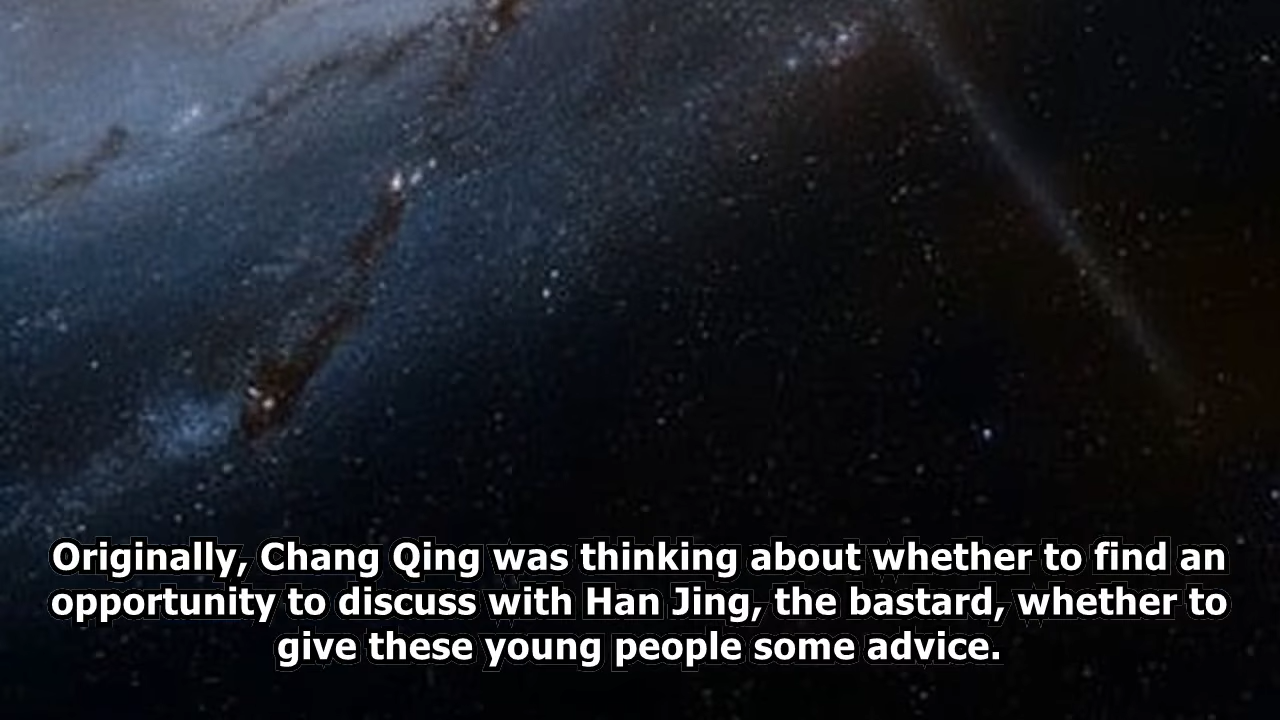 Originally, Chang Qing was thinking about whether to find an
opportunity to discuss with Han Jing, the bastard, whether to
give these young people some advice.